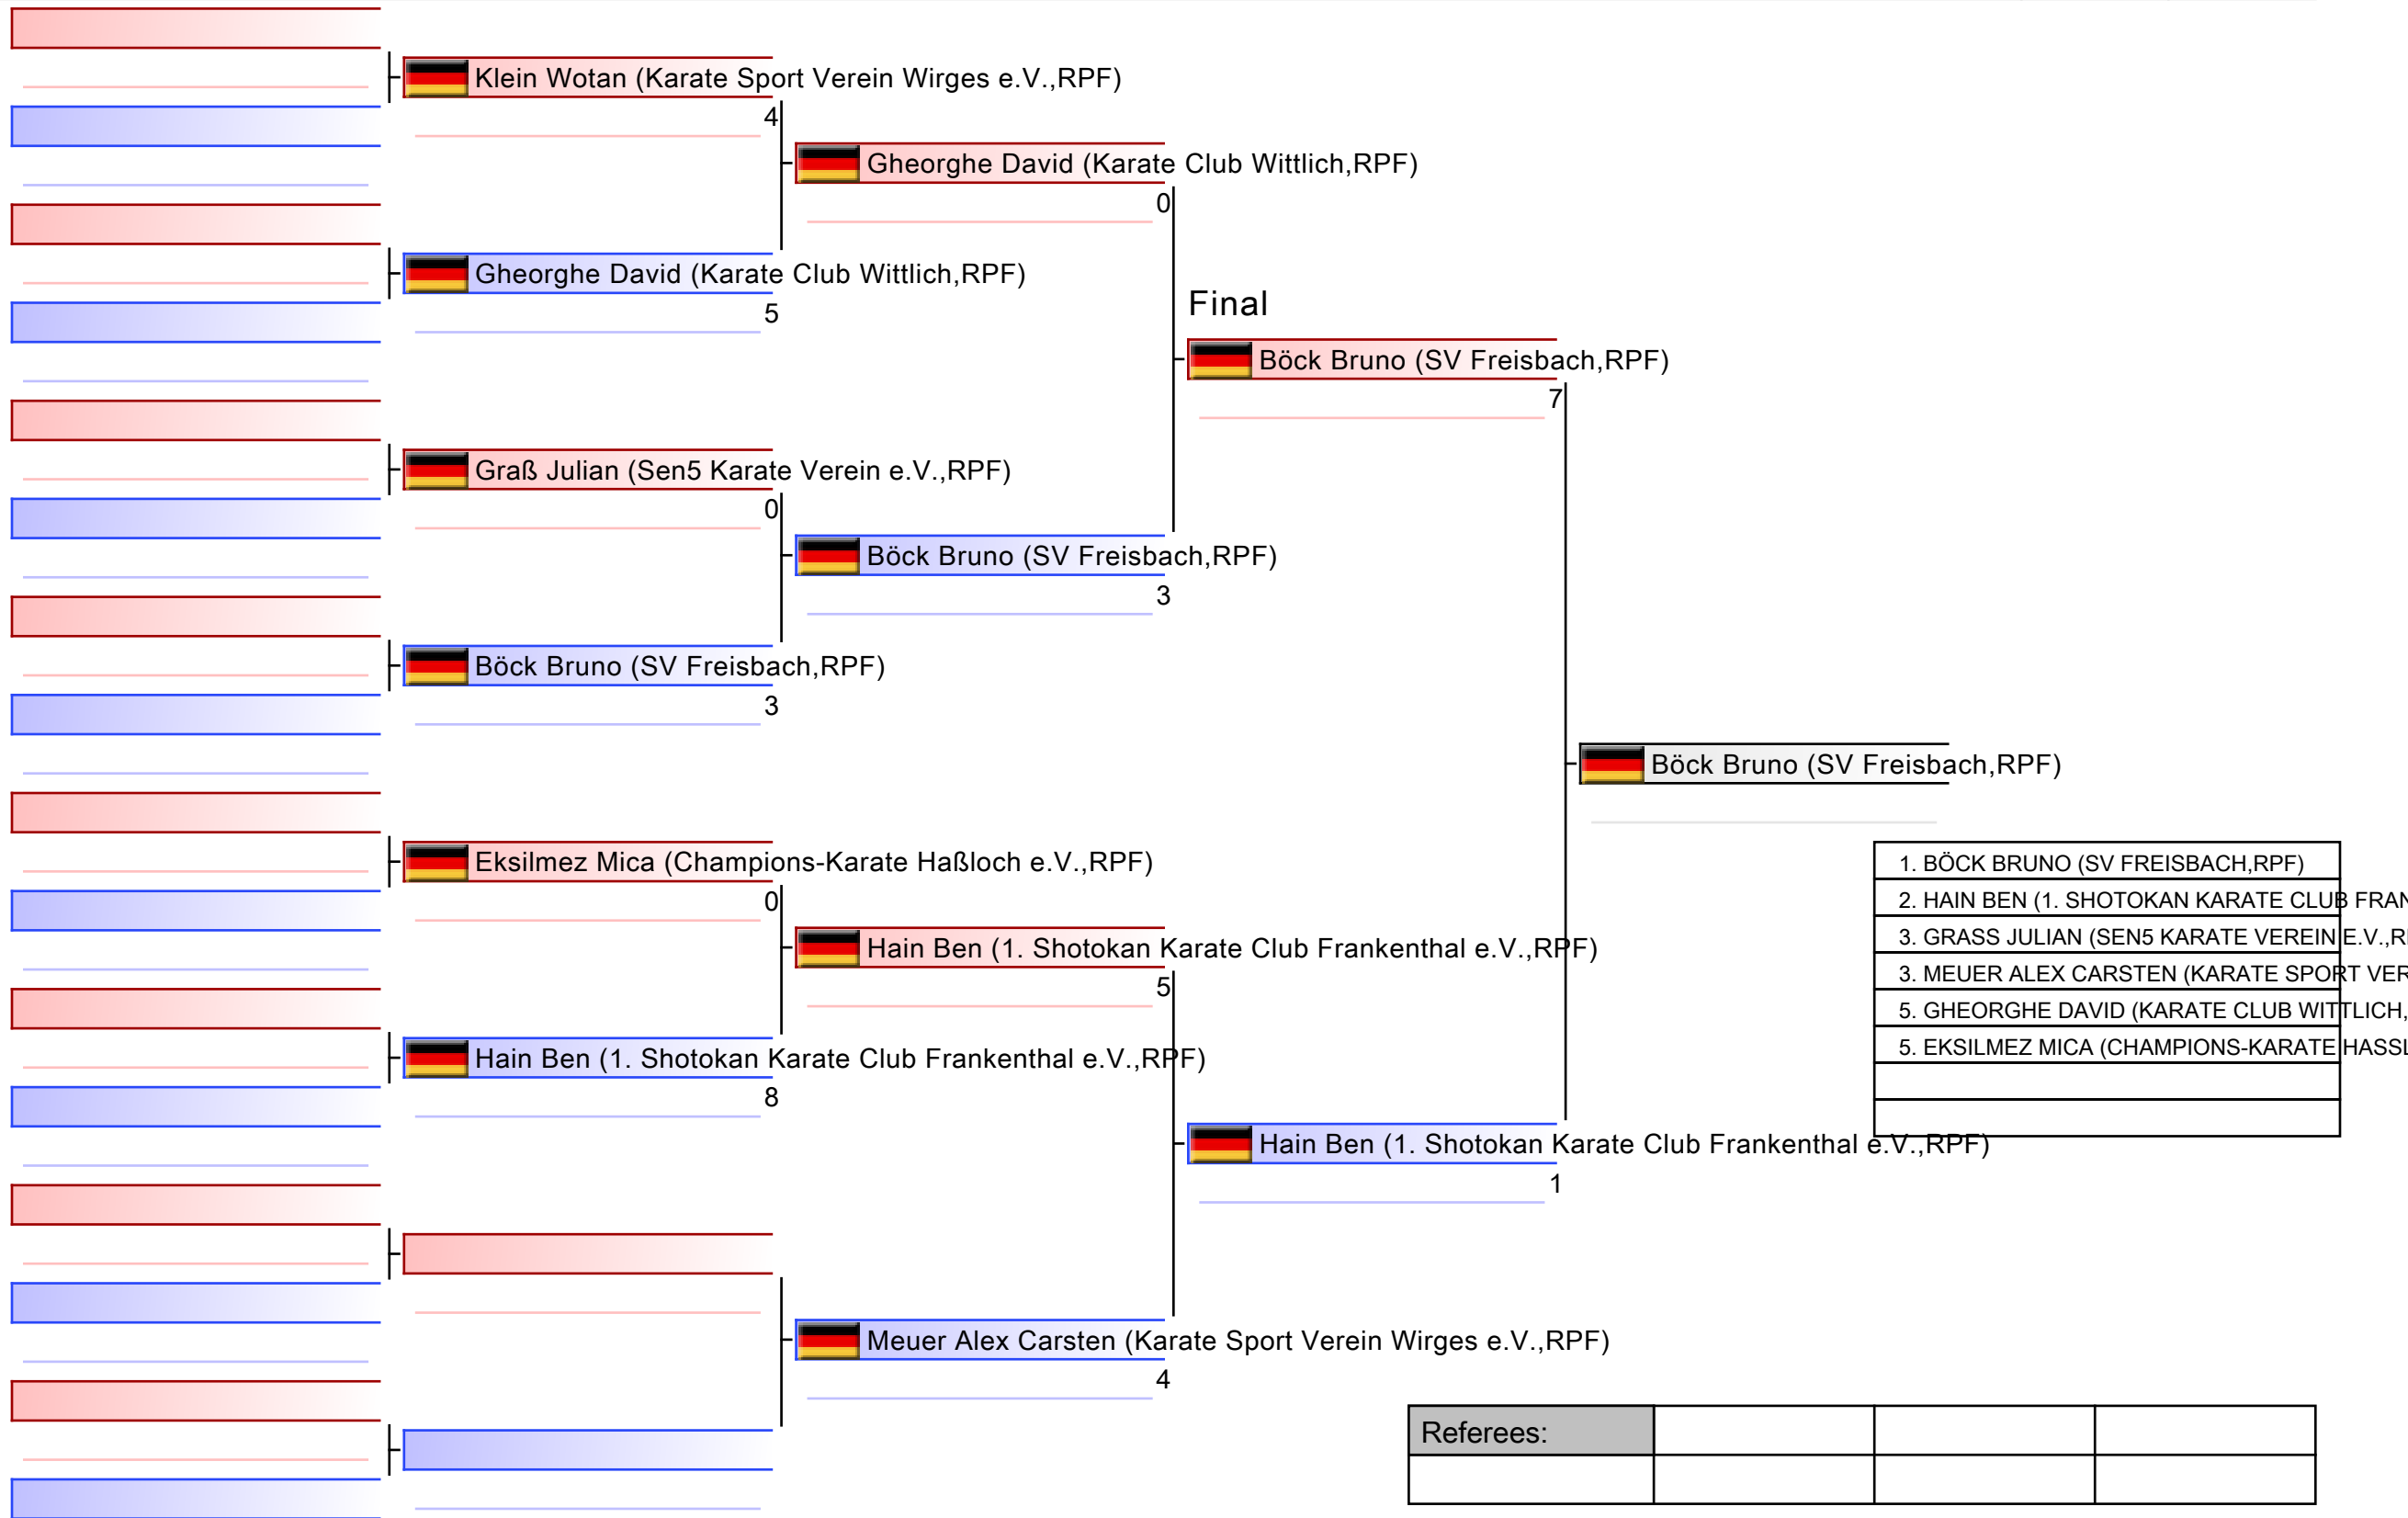 Klein Wotan (Karate Sport Verein Wirges e.V.,RPF)
4
Gheorghe David (Karate Club Wittlich,RPF)
0
Gheorghe David (Karate Club Wittlich,RPF)
5
Final
Böck Bruno (SV Freisbach,RPF)
7
Graß Julian (Sen5 Karate Verein e.V.,RPF)
0
Böck Bruno (SV Freisbach,RPF)
3
Böck Bruno (SV Freisbach,RPF)
3
Böck Bruno (SV Freisbach,RPF)
Eksilmez Mica (Champions-Karate Haßloch e.V.,RPF)
0
Hain Ben (1. Shotokan Karate Club Frankenthal e.V.,RPF)
5
Hain Ben (1. Shotokan Karate Club Frankenthal e.V.,RPF)
8
Hain Ben (1. Shotokan Karate Club Frankenthal e.V.,RPF)
1
Meuer Alex Carsten (Karate Sport Verein Wirges e.V.,RPF)
4
1. BÖCK BRUNO (SV FREISBACH,RPF)
2. HAIN BEN (1. SHOTOKAN KARATE CLUB FRAN
3. GRASS JULIAN (SEN5 KARATE VEREIN E.V.,R
3. MEUER ALEX CARSTEN (KARATE SPORT VER
5. GHEORGHE DAVID (KARATE CLUB WITTLICH,
5. EKSILMEZ MICA (CHAMPIONS-KARATE HASSL
Referees: